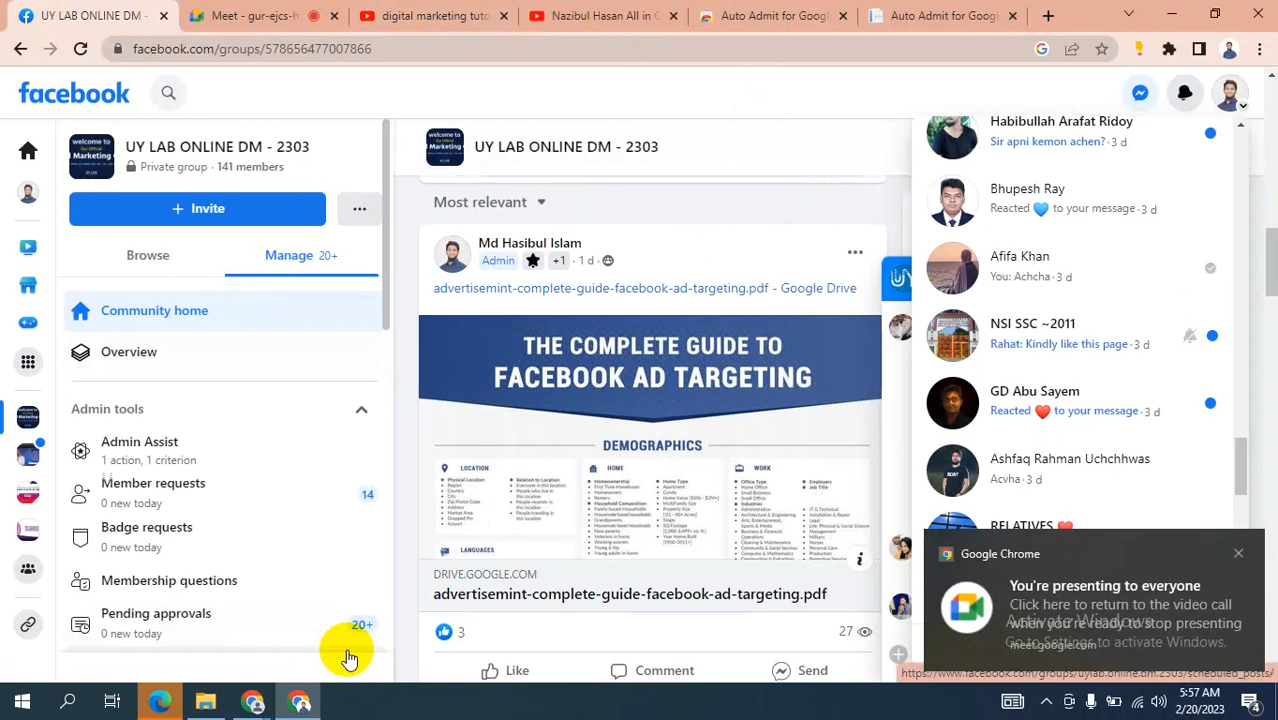 UY LAB ONLINE DM - 2303
Meet - gur-ejcs-h
digital marketing tuto
Nazibul Hasan All in C
Auto Admit for Google
Auto Admit for Google
facebook.com/groups/578656477007866
facebook
UY LAB ONLINE DM - 2303
Private group · 141 members
+ Invite
Browse
Manage 20+
Community home
Overview
Admin tools
Admin Assist
1 action, 1 criterion
Member requests
0 new today
14
Badge requests
0 new today
Membership questions
Pending approvals
0 new today
20+
UY LAB ONLINE DM - 2303
Most relevant
Md Hasibul Islam
Admin +1 · 1 d ·
advertisemint-complete-guide-facebook-ad-targeting.pdf - Google Drive
THE COMPLETE GUIDE TO
FACEBOOK AD TARGETING
DEMOGRAPHICS
LOCATION
HOME
WORK
LANGUAGES
DRIVE.GOOGLE.COM
advertisemint-complete-guide-facebook-ad-targeting.pdf
3
27
Like
Comment
Send
Habibullah Arafat Ridoy
Sir apni kemon achen? · 3 d
Bhupesh Ray
Reacted 🩵 to your message · 3 d
Afifa Khan
You: Achcha · 3 d
NSI SSC ~2011
Rahat: Kindly like this page · 3 d
GD Abu Sayem
Reacted ❤️ to your message · 3 d
Ashfaq Rahman Uchchhwas
Acvha · 3 d
RELATIVES ❤️
Google Chrome
You're presenting to everyone
Click here to return to the video call
when you're ready to stop presenting
meet.google.com
Activate Windows
Go to Settings to activate Windows.
https://www.facebook.com/groups/uylab.online.dm.2303/scheduled_posts/
5:57 AM
2/20/2023
4